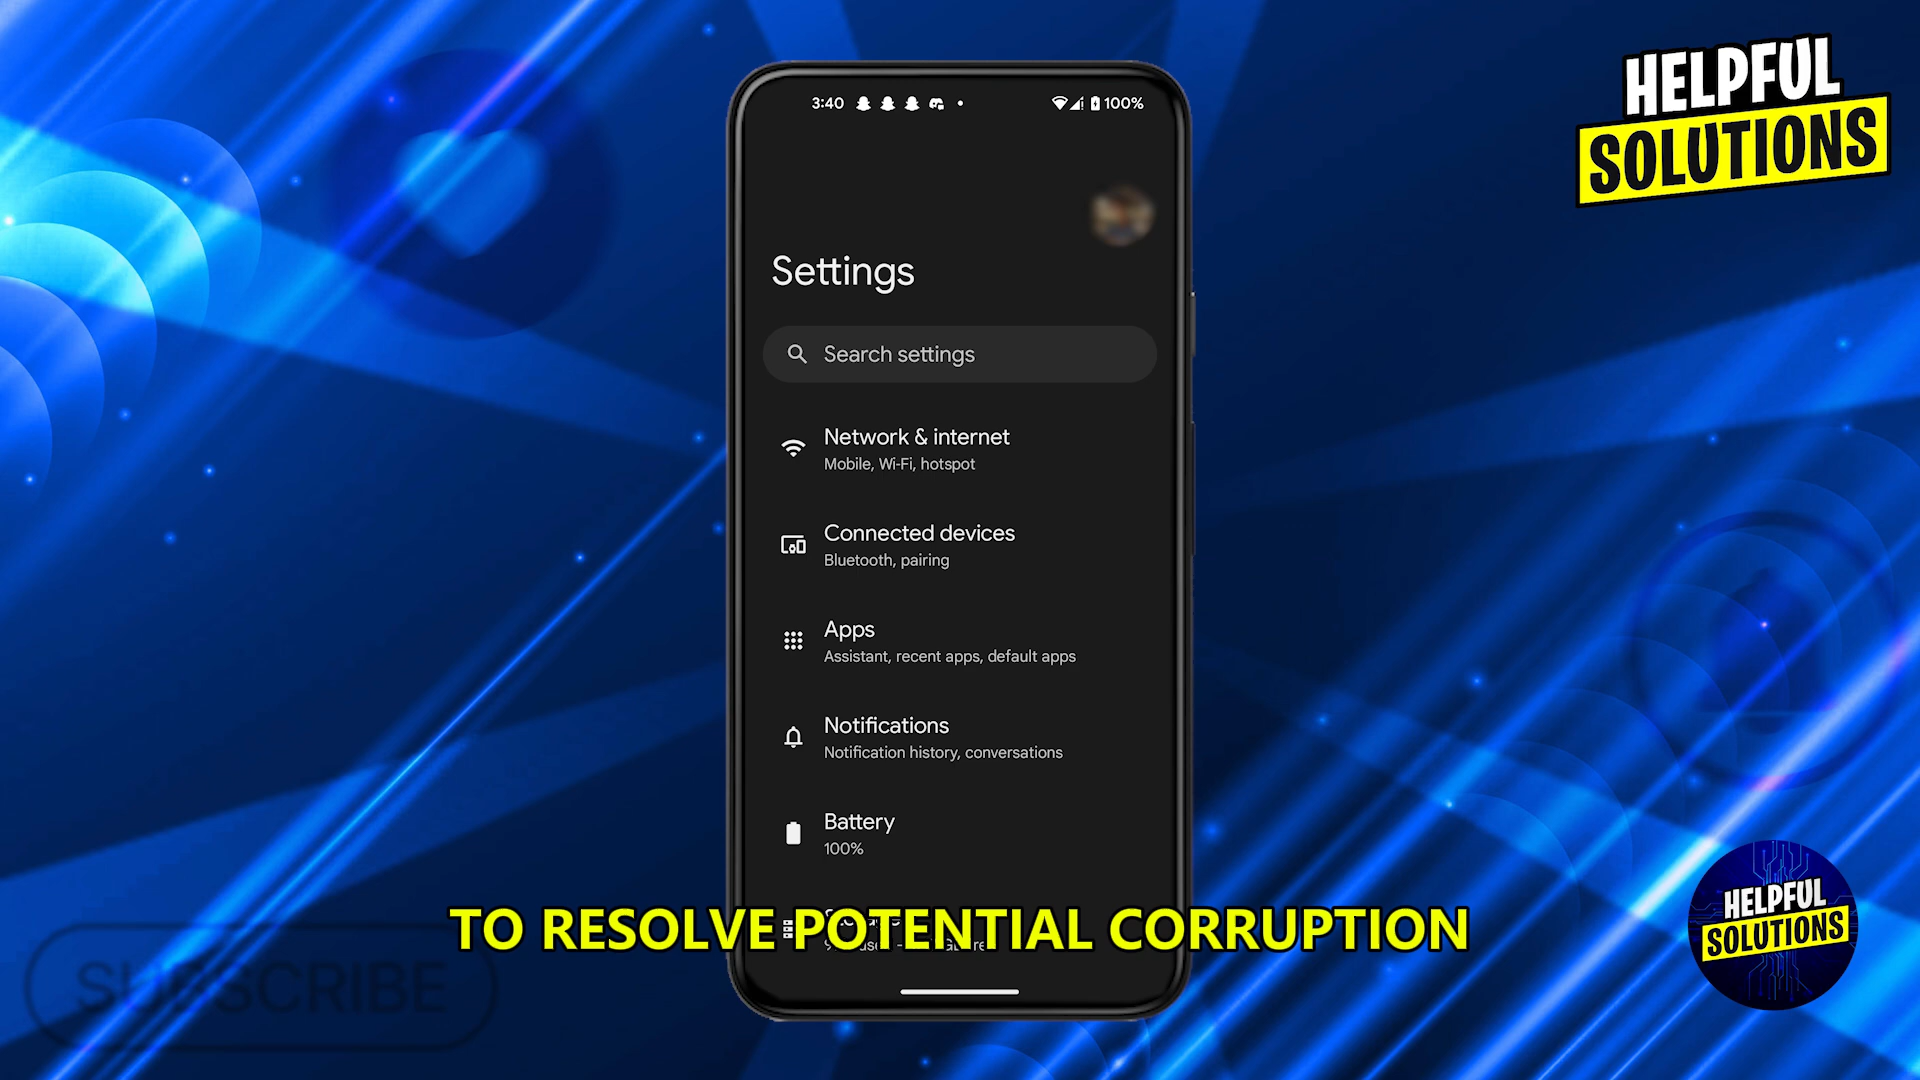 3:40
100%
HELPFUL
SOLUTIONS
Settings
Search settings
Network & internet
Mobile, Wi-Fi, hotspot
Connected devices
Bluetooth, pairing
Apps
Assistant, recent apps, default apps
Notifications
Notification history, conversations
Battery
100%
TO RESOLVE POTENTIAL CORRUPTION
SUBSCRIBE
HELPFUL
SOLUTIONS